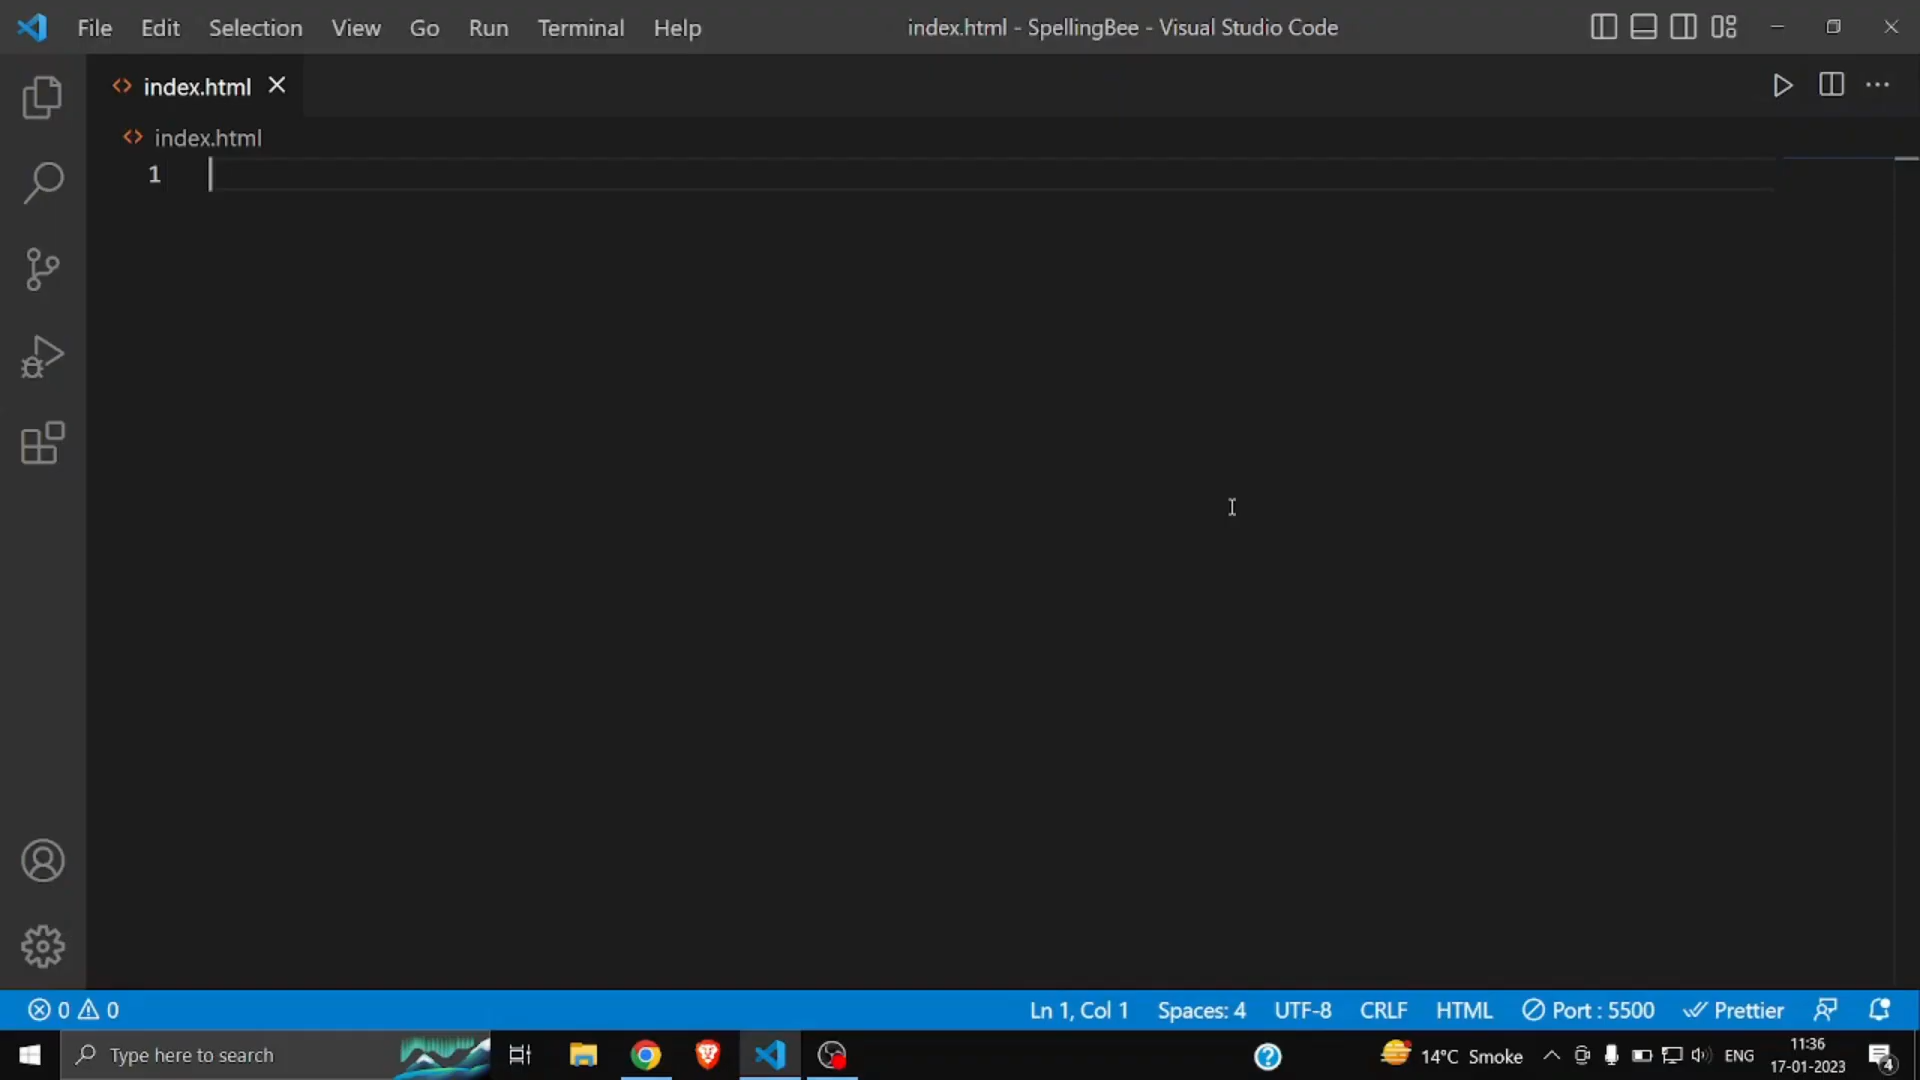 File Edit Selection View Go Run Terminal Help index.html - SpellingBee - Visual Studio Code
index.html
index.html
1
0 0 Ln 1, Col 1 Spaces: 4 UTF-8 CRLF HTML Port : 5500 Prettier
Type here to search 14°C Smoke ENG 11:36
17-01-2023 4